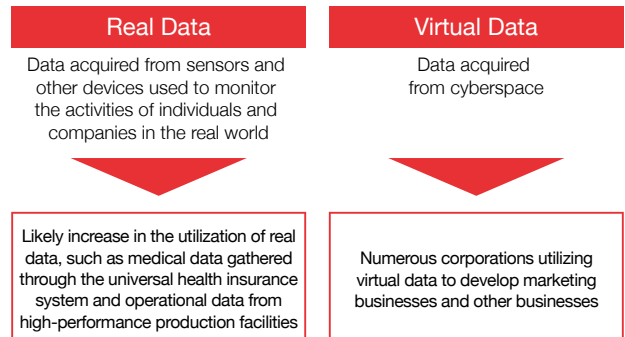 Real Data
Data acquired from sensors and
other devices used to monitor
the activities of individuals and
companies in the real world
Likely increase in the utilization of real
data, such as medical data gathered
through the universal health insurance
system and operational data from
high-performance production facilities
Virtual Data
Data acquired
from cyberspace
Numerous corporations utilizing
virtual data to develop marketing
businesses and other businesses